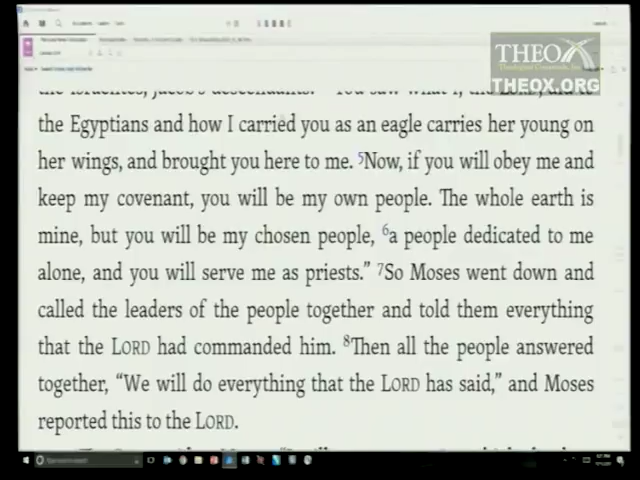 THEOX
THEOX.ORG
the Egyptians and how I carried you as an eagle carries her young on
her wings, and brought you here to me. ⁵Now, if you will obey me and
keep my covenant, you will be my own people. The whole earth is
mine, but you will be my chosen people, ⁶a people dedicated to me
alone, and you will serve me as priests.” ⁷So Moses went down and
called the leaders of the people together and told them everything
that the LORD had commanded him. ⁸Then all the people answered
together, “We will do everything that the LORD has said,” and Moses
reported this to the LORD.